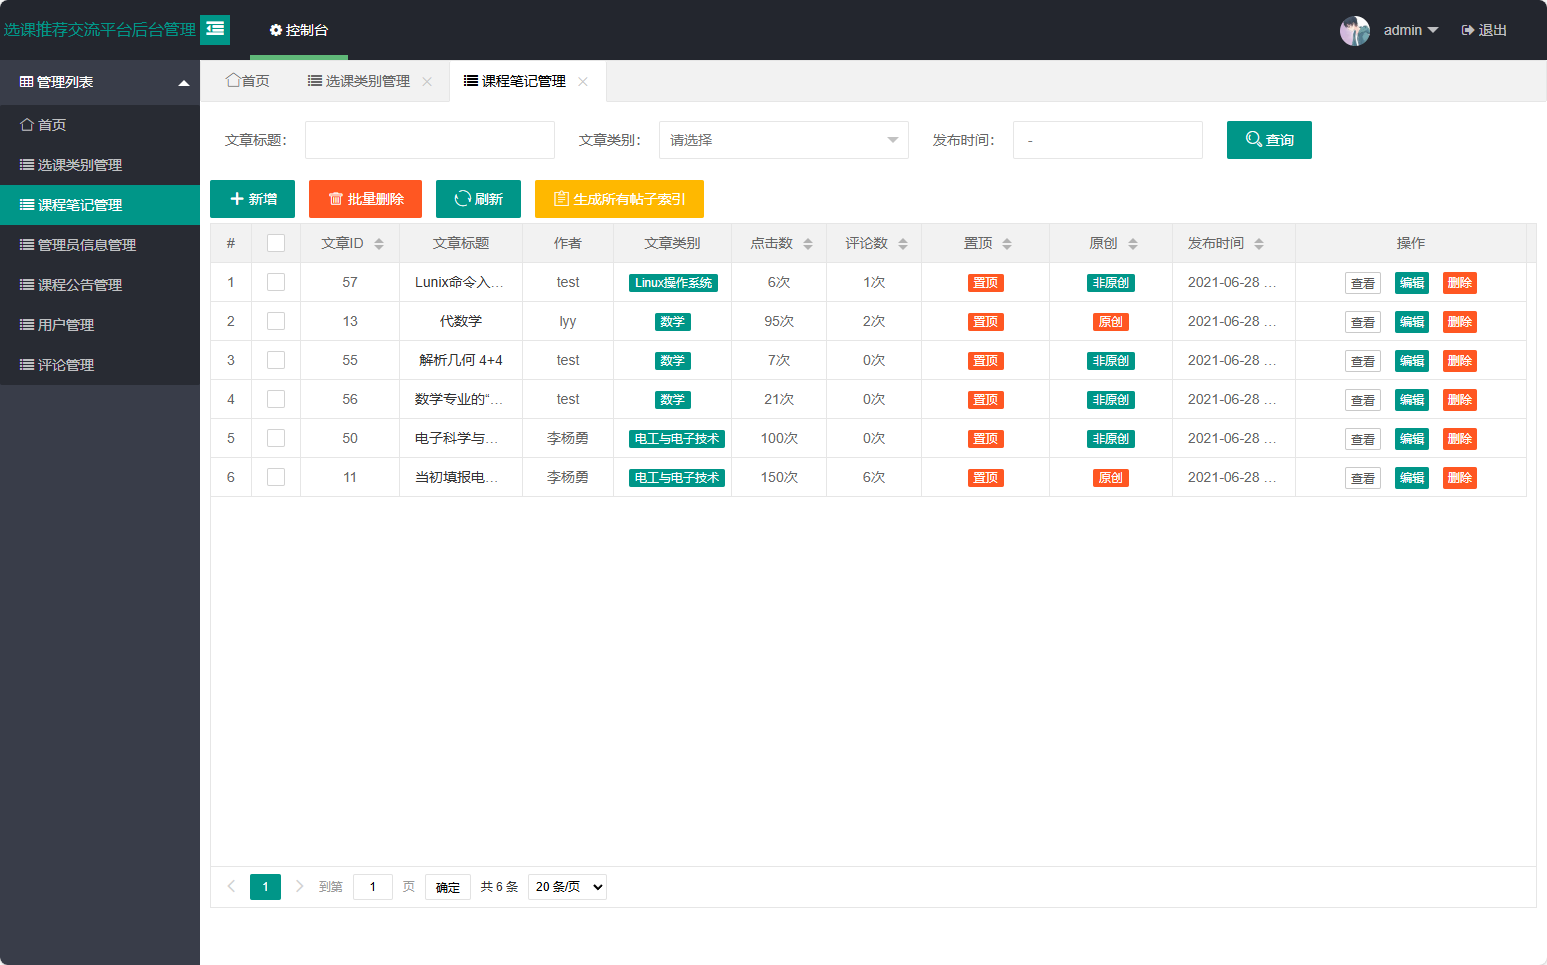 选课推荐交流平台后台管理
控制台
admin
退出
管理列表
首页
选课类别管理
课程笔记管理
管理员信息管理
课程公告管理
用户管理
评论管理
首页
选课类别管理
课程笔记管理
文章标题：
文章类别：
请选择
发布时间：
-
查询
新增
批量删除
刷新
生成所有帖子索引
# 文章ID 文章标题 作者 文章类别 点击数 评论数 置顶 原创 发布时间 操作
1 57 Lunix命令入… test Linux操作系统 6次 1次 置顶 非原创 2021-06-28 … 查看 编辑 删除
2 13 代数学 lyy 数学 95次 2次 置顶 原创 2021-06-28 … 查看 编辑 删除
3 55 解析几何 4+4 test 数学 7次 0次 置顶 非原创 2021-06-28 … 查看 编辑 删除
4 56 数学专业的“… test 数学 21次 0次 置顶 非原创 2021-06-28 … 查看 编辑 删除
5 50 电子科学与… 李杨勇 电工与电子技术 100次 0次 置顶 非原创 2021-06-28 … 查看 编辑 删除
6 11 当初填报电… 李杨勇 电工与电子技术 150次 6次 置顶 原创 2021-06-28 … 查看 编辑 删除
1 到第 1 页 确定 共 6 条 20 条/页